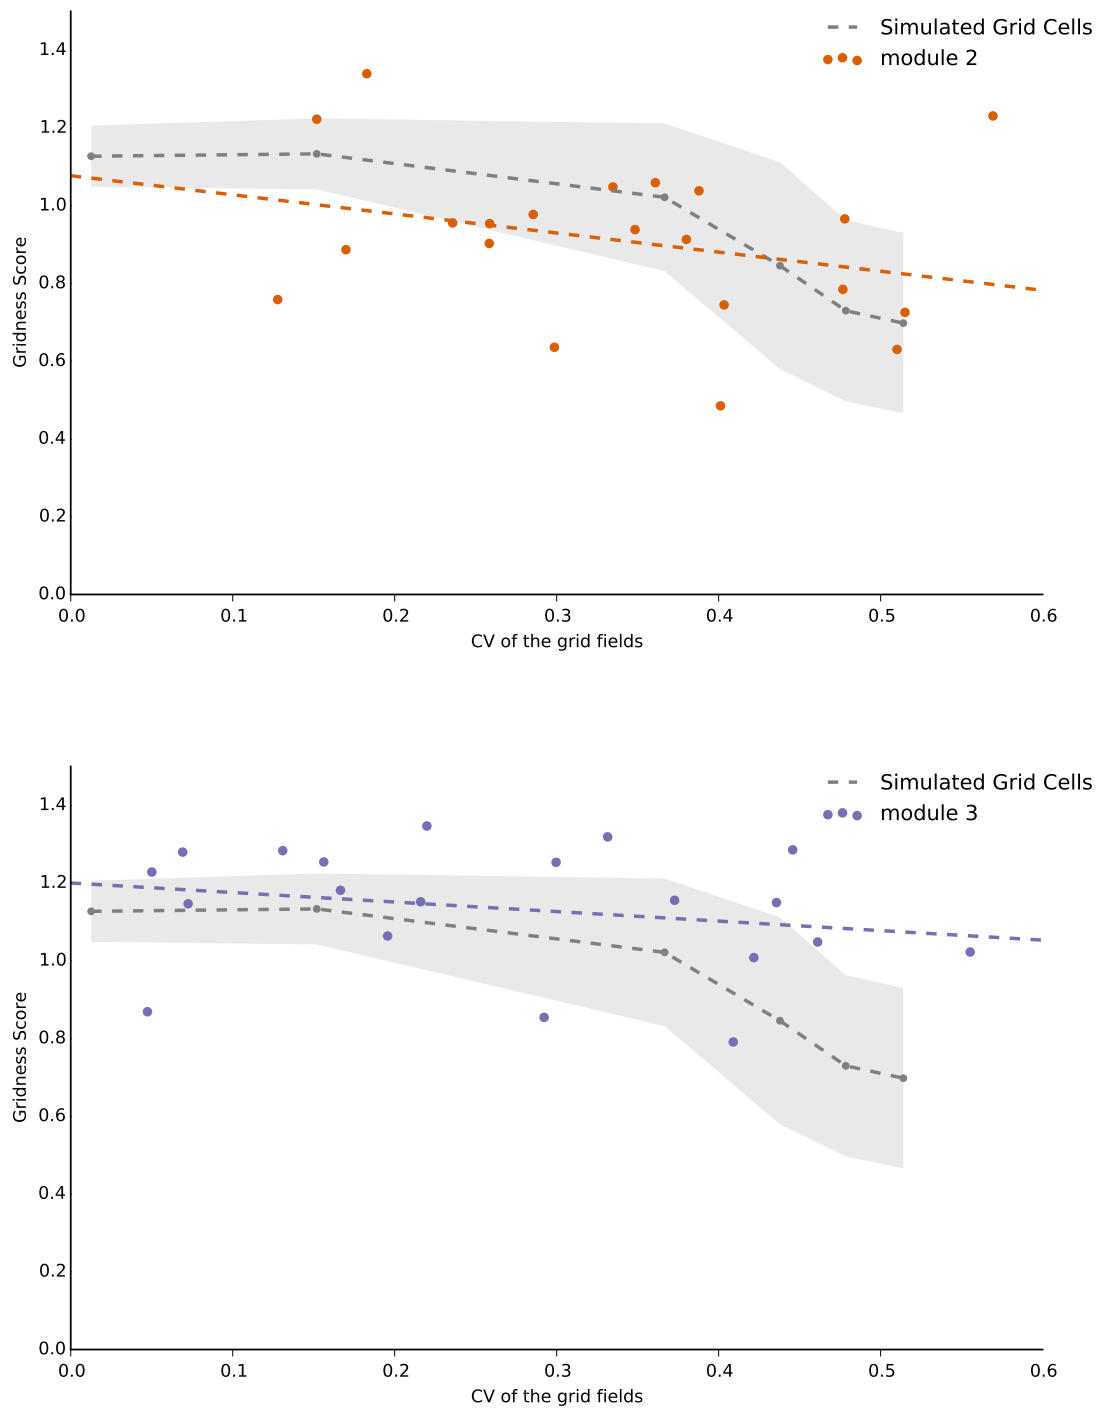 Simulated Grid Cells
module 2
Gridness Score
1.4
1.2
1.0
0.8
0.6
0.4
0.2
0.0
0.0 0.1 0.2 0.3 0.4 0.5 0.6
CV of the grid fields
Simulated Grid Cells
module 3
Gridness Score
1.4
1.2
1.0
0.8
0.6
0.4
0.2
0.0
0.0 0.1 0.2 0.3 0.4 0.5 0.6
CV of the grid fields